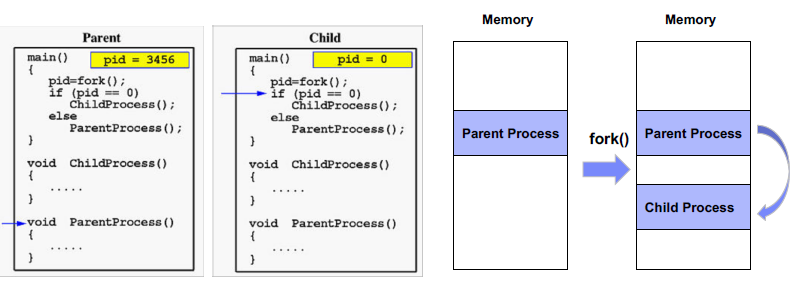 Parent
main()
pid = 3456
{
pid=fork();
if (pid == 0)
ChildProcess();
else
ParentProcess();
}
void ChildProcess()
{
.....
}
void ParentProcess()
{
.....
}
Child
main()
pid = 0
{
pid=fork();
if (pid == 0)
ChildProcess();
else
ParentProcess();
}
void ChildProcess()
{
.....
}
void ParentProcess()
{
.....
}
Memory
Parent Process
fork()
Memory
Parent Process
Child Process